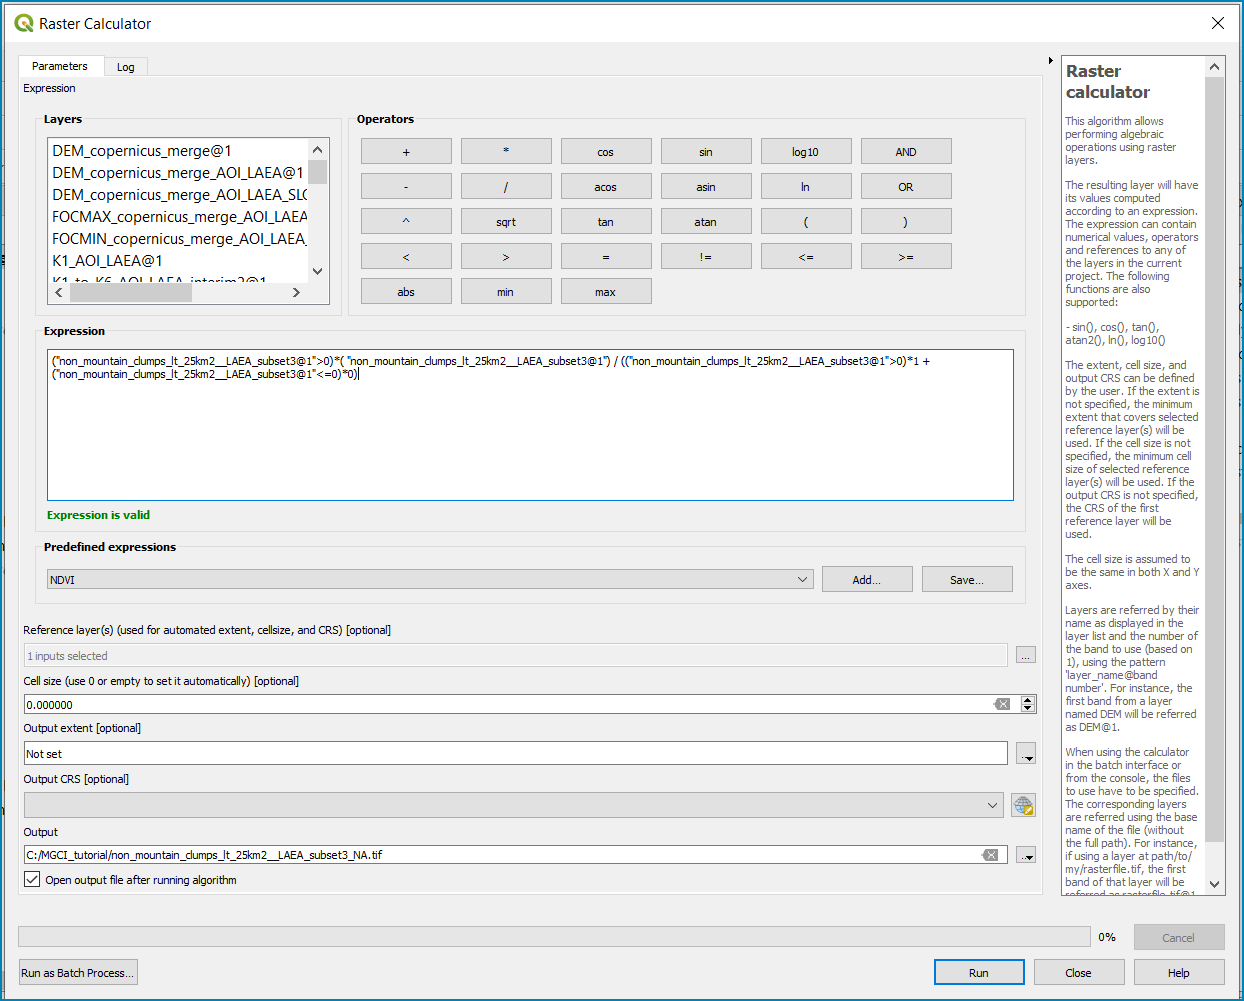 Raster Calculator
Parameters
Log
Expression
Layers
DEM_copernicus_merge@1
DEM_copernicus_merge_AOI_LAEA@1
DEM_copernicus_merge_AOI_LAEA_SLO
FOCMAX_copernicus_merge_AOI_LAEA
FOCMIN_copernicus_merge_AOI_LAEA_
K1_AOI_LAEA@1
K1_to_K6_AOI_LAEA_interim2@1
Operators
+ * cos sin log10 AND
- / acos asin ln OR
^ sqrt tan atan ( )
< > = != <= >=
abs min max
Expression
("non_mountain_clumps_lt_25km2__LAEA_subset3@1">0)*( "non_mountain_clumps_lt_25km2__LAEA_subset3@1") / (("non_mountain_clumps_lt_25km2__LAEA_subset3@1">0)*1 +
("non_mountain_clumps_lt_25km2__LAEA_subset3@1"<=0)*0)
Expression is valid
Predefined expressions
NDVI
Add...
Save...
Reference layer(s) (used for automated extent, cellsize, and CRS) [optional]
1 inputs selected
...
Cell size (use 0 or empty to set it automatically) [optional]
0.000000
Output extent [optional]
Not set
Output CRS [optional]
Output
C:/MGCI_tutorial/non_mountain_clumps_lt_25km2__LAEA_subset3_NA.tif
Open output file after running algorithm
Raster
calculator
This algorithm allows
performing algebraic
operations using raster
layers.
The resulting layer will have
its values computed
according to an expression.
The expression can contain
numerical values, operators
and references to any of
the layers in the current
project. The following
functions are also
supported:
- sin(), cos(), tan(),
atan2(), ln(), log10()
The extent, cell size, and
output CRS can be defined
by the user. If the extent is
not specified, the minimum
extent that covers selected
reference layer(s) will be
used. If the cell size is not
specified, the minimum cell
size of selected reference
layer(s) will be used. If the
output CRS is not specified,
the CRS of the first
reference layer will be
used.
The cell size is assumed to
be the same in both X and Y
axes.
Layers are referred by their
name as displayed in the
layer list and the number of
the band to use (based on
1), using the pattern
'layer_name@band
number'. For instance, the
first band from a layer
named DEM will be referred
as DEM@1.
When using the calculator
in the batch interface or
from the console, the files
to use have to be specified.
The corresponding layers
are referred using the base
name of the file (without
the full path). For instance,
if using a layer at path/to/
my/rasterfile.tif, the first
band of that layer will be
referred as rasterfile.tif@1
0%
Cancel
Run as Batch Process...
Run
Close
Help